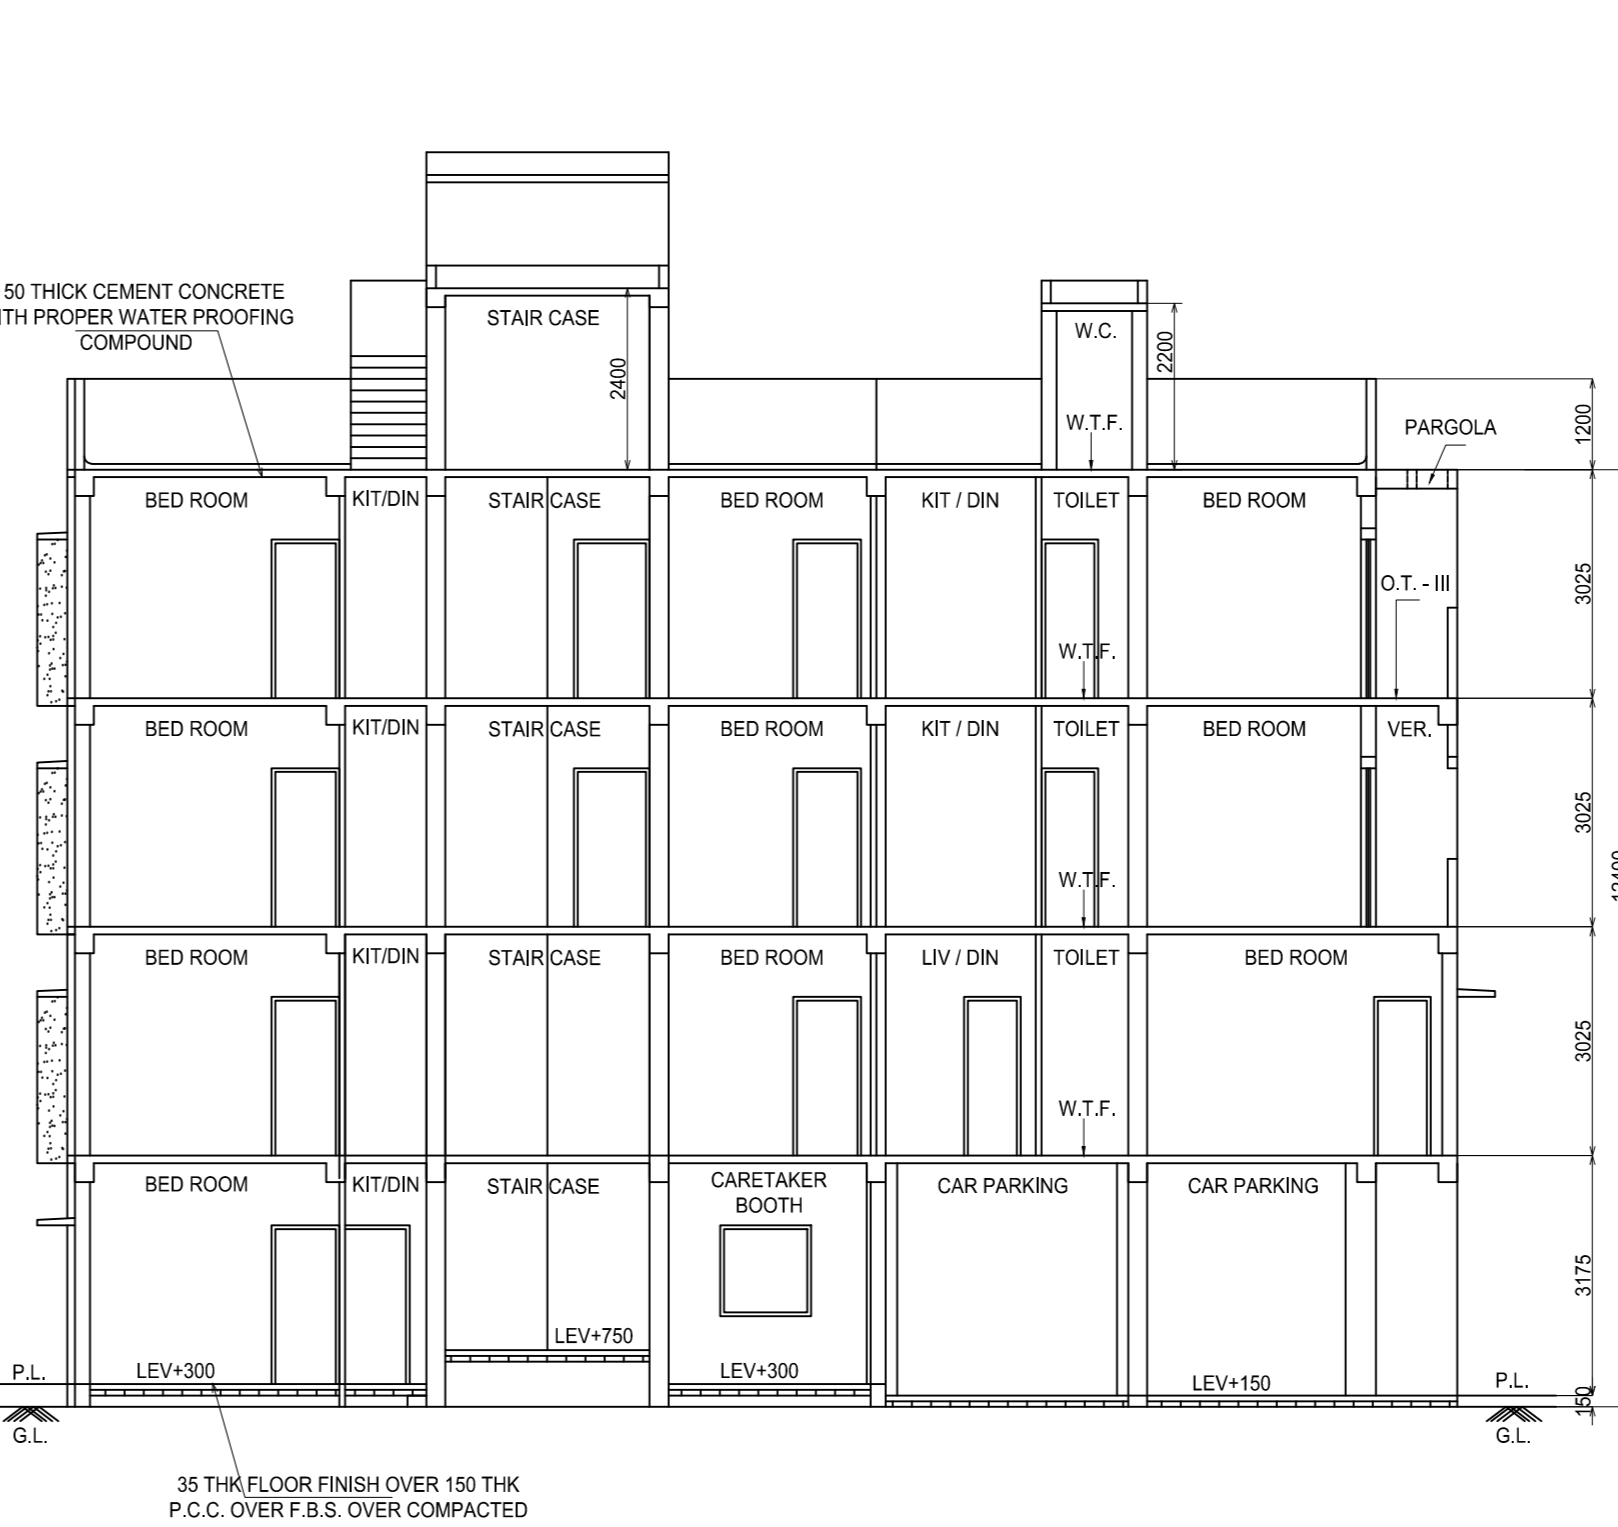 50 THICK CEMENT CONCRETE
ITH PROPER WATER PROOFING
COMPOUND
STAIR CASE
2400
W.C.
2200
W.T.F.
PARGOLA
1200
BED ROOM
KIT/DIN
STAIR CASE
BED ROOM
KIT / DIN
TOILET
BED ROOM
O.T. - III
3025
W.T.F.
BED ROOM
KIT/DIN
STAIR CASE
BED ROOM
KIT / DIN
TOILET
BED ROOM
VER.
3025
W.T.F.
BED ROOM
KIT/DIN
STAIR CASE
BED ROOM
LIV / DIN
TOILET
BED ROOM
3025
W.T.F.
BED ROOM
KIT/DIN
STAIR CASE
CARETAKER
BOOTH
CAR PARKING
CAR PARKING
3175
LEV+750
P.L.
LEV+300
LEV+300
LEV+150
P.L.
150
G.L.
G.L.
35 THK FLOOR FINISH OVER 150 THK
P.C.C. OVER F.B.S. OVER COMPACTED